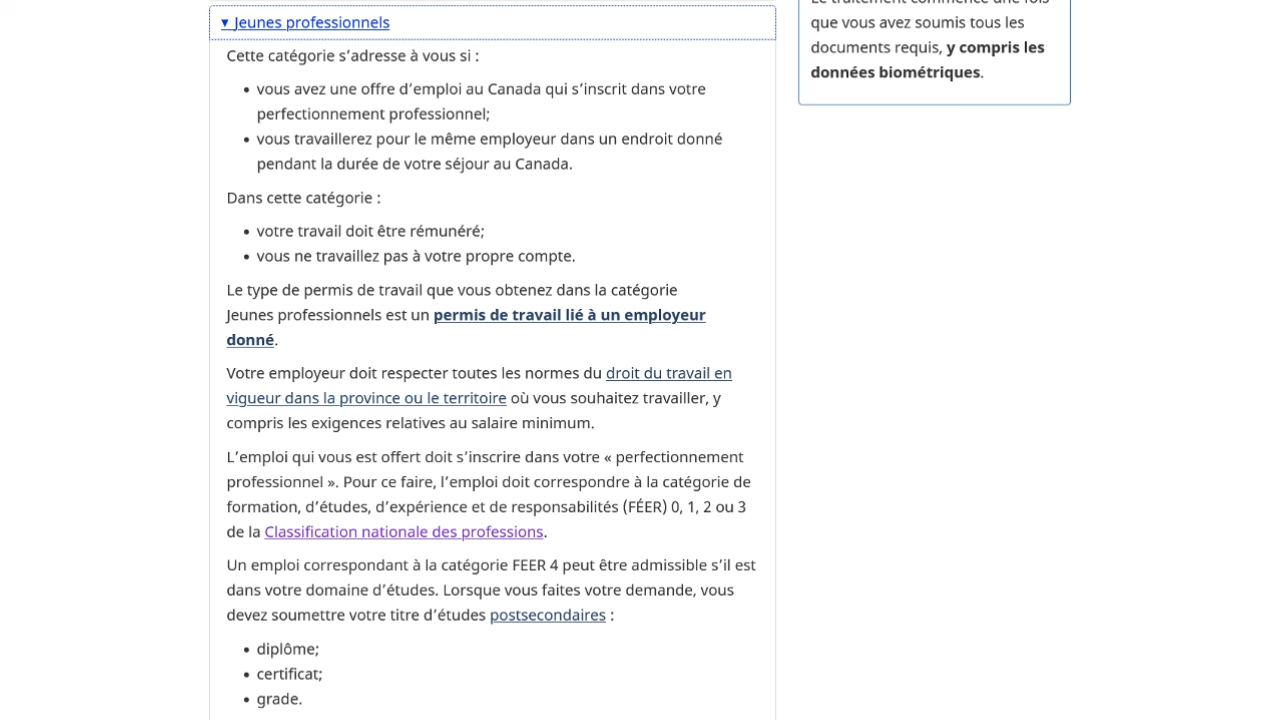 ▾ Jeunes professionnels
Cette catégorie s’adresse à vous si :
• vous avez une offre d’emploi au Canada qui s’inscrit dans votre
perfectionnement professionnel;
• vous travaillerez pour le même employeur dans un endroit donné
pendant la durée de votre séjour au Canada.
Dans cette catégorie :
• votre travail doit être rémunéré;
• vous ne travaillez pas à votre propre compte.
Le type de permis de travail que vous obtenez dans la catégorie
Jeunes professionnels est un permis de travail lié à un employeur
donné.
Votre employeur doit respecter toutes les normes du droit du travail en
vigueur dans la province ou le territoire où vous souhaitez travailler, y
compris les exigences relatives au salaire minimum.
L’emploi qui vous est offert doit s’inscrire dans votre « perfectionnement
professionnel ». Pour ce faire, l’emploi doit correspondre à la catégorie de
formation, d’études, d’expérience et de responsabilités (FÉER) 0, 1, 2 ou 3
de la Classification nationale des professions.
Un emploi correspondant à la catégorie FEER 4 peut être admissible s’il est
dans votre domaine d’études. Lorsque vous faites votre demande, vous
devez soumettre votre titre d’études postsecondaires :
• diplôme;
• certificat;
• grade.
Le traitement commence une fois
que vous avez soumis tous les
documents requis, y compris les
données biométriques.